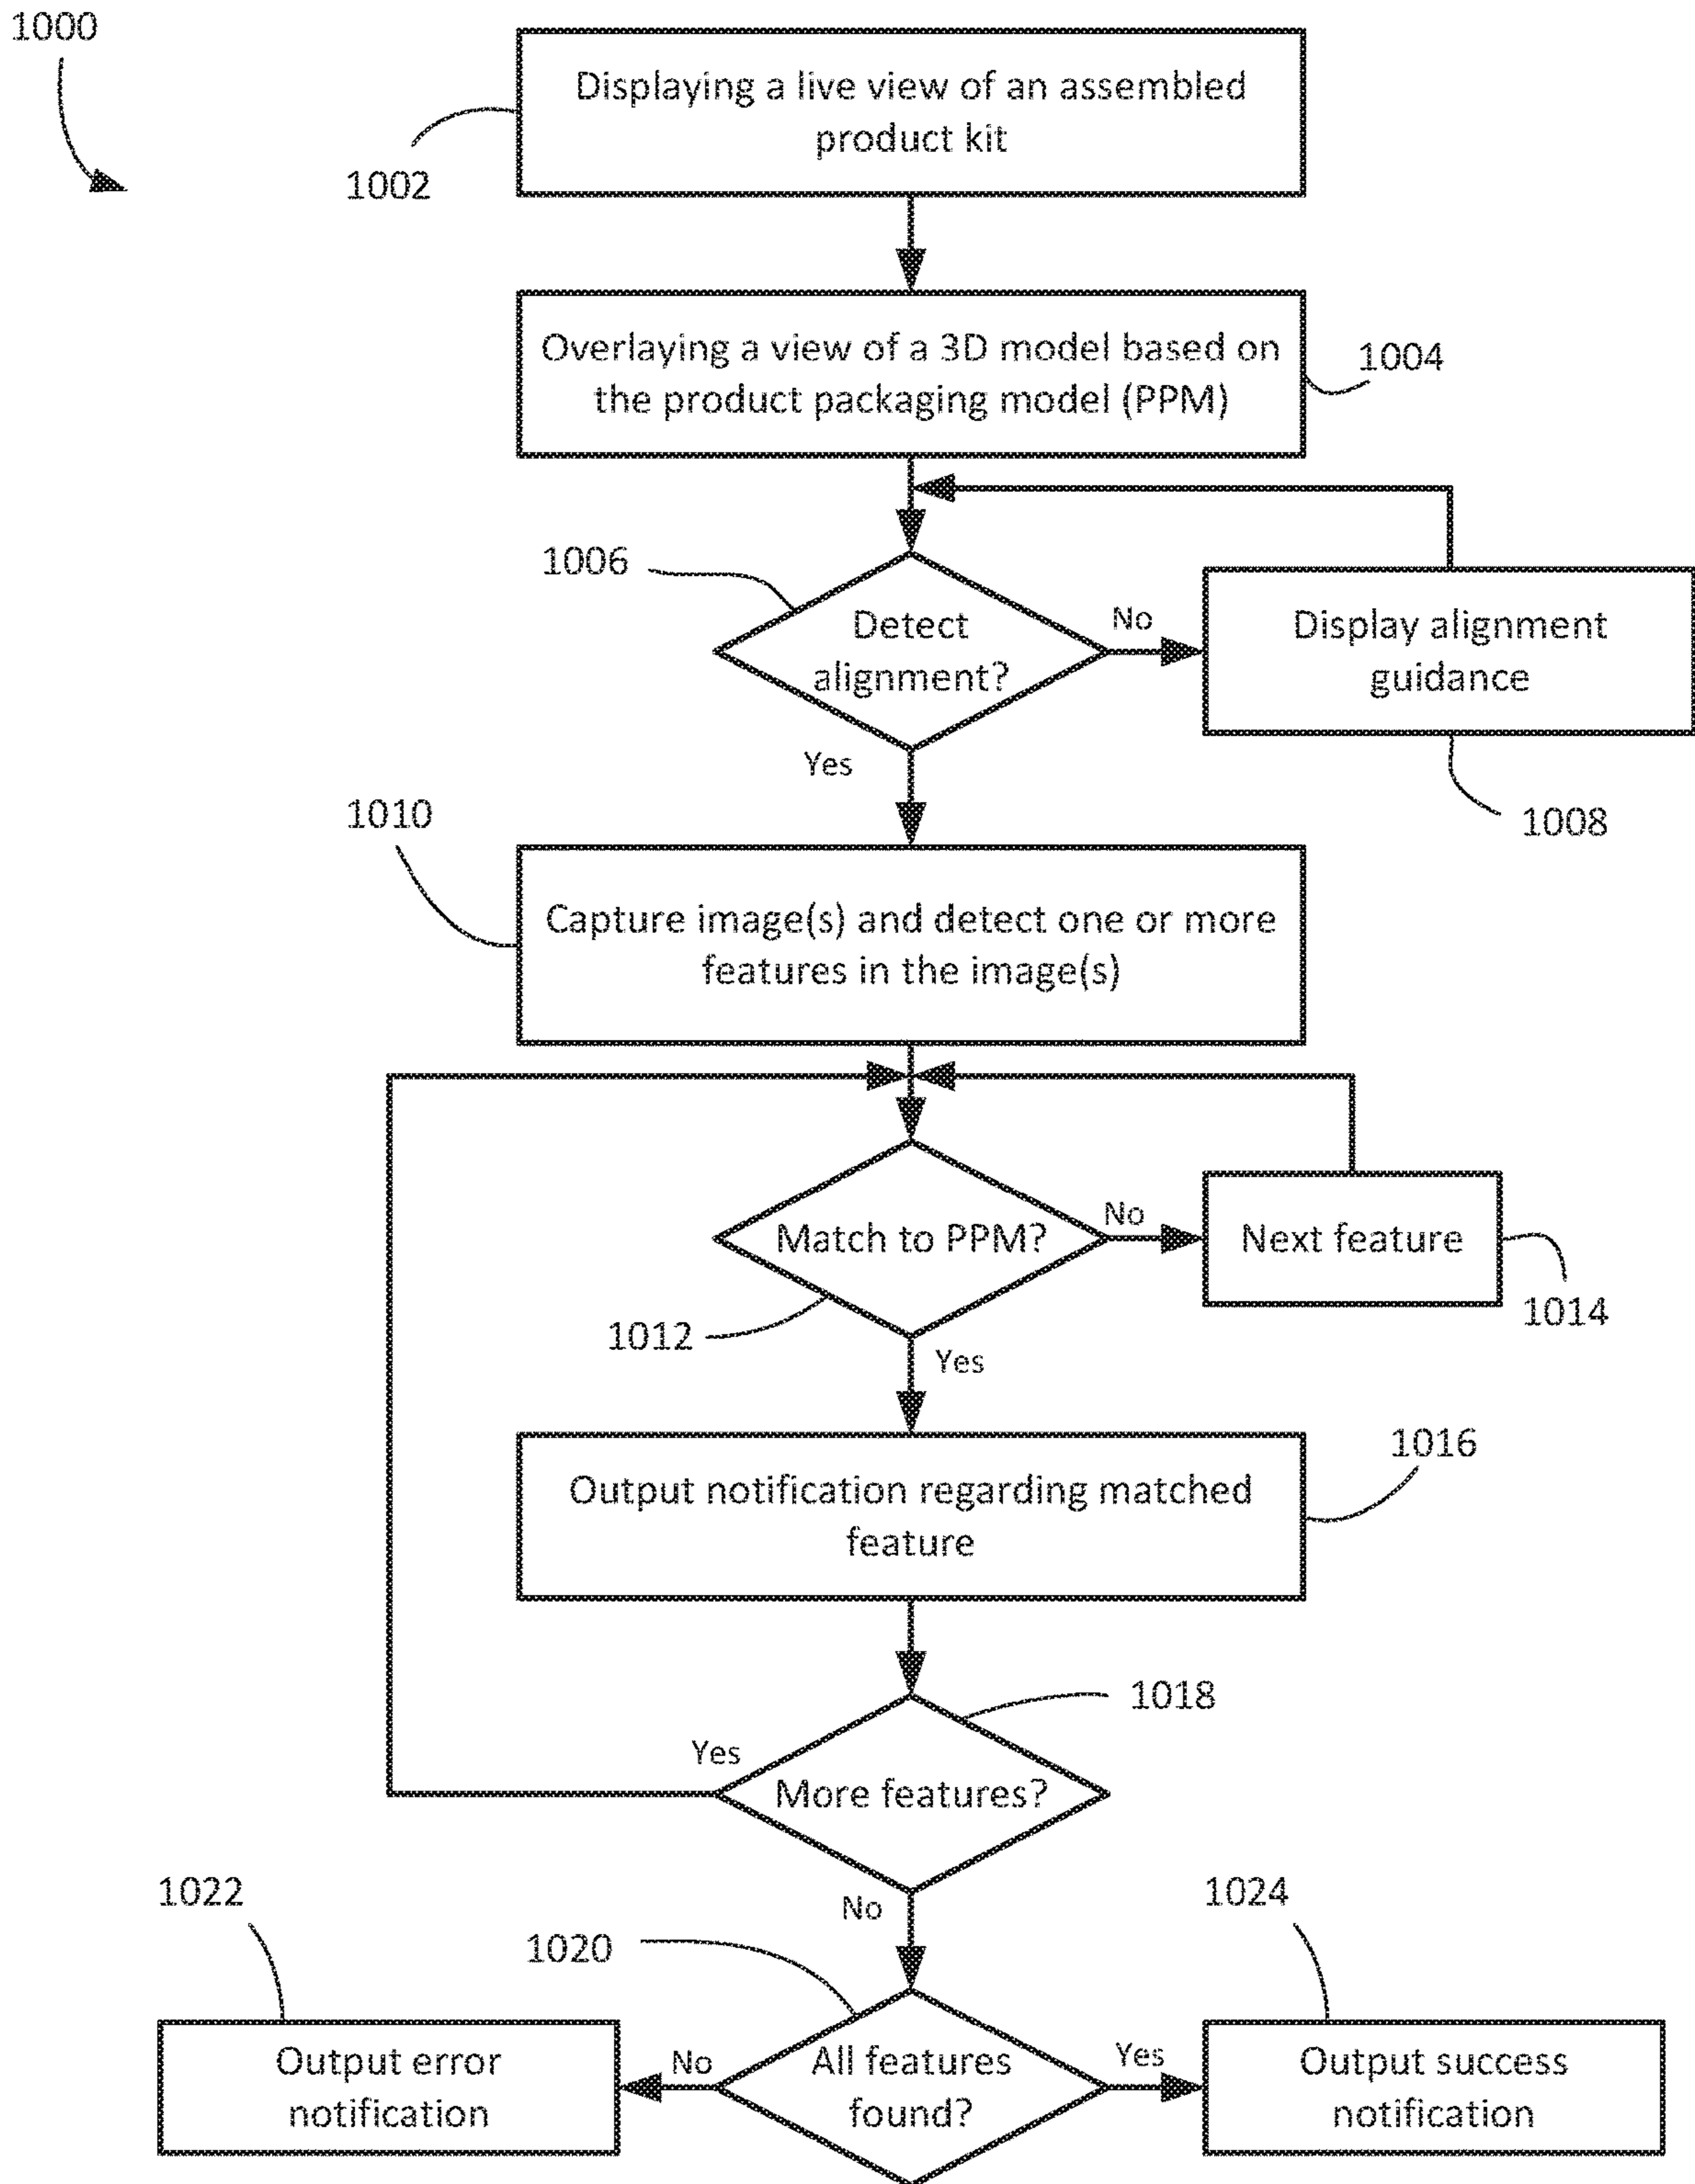 1000
Displaying a live view of an assembled
product kit
1002
Overlaying a view of a 3D model based on
the product packaging model (PPM)
1004
1006
Detect
alignment?
No
Display alignment
guidance
Yes
1008
1010
Capture image(s) and detect one or more
features in the image(s)
Match to PPM?
No
Next feature
1012
1014
Yes
1016
Output notification regarding matched
feature
1018
Yes
More features?
No
1022
1020
1024
Output error
notification
No
All features
found?
Yes
Output success
notification